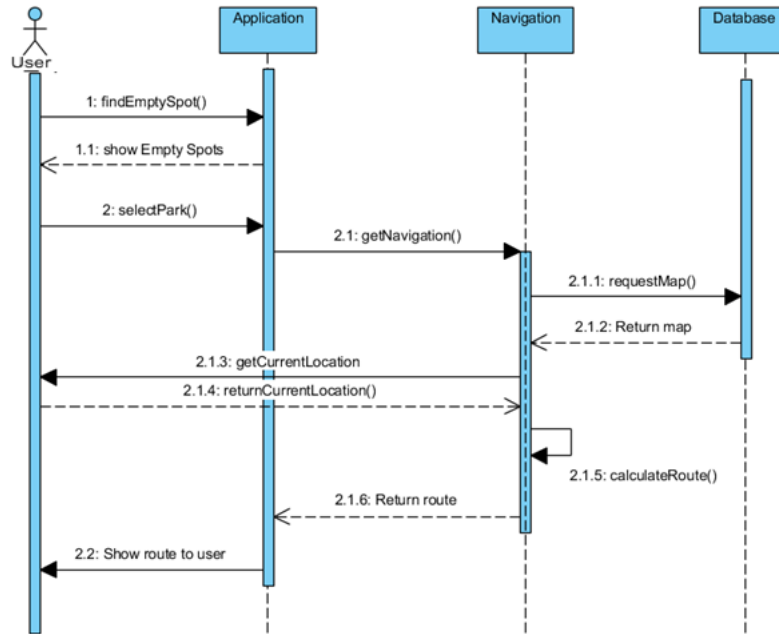 Application
Navigation
Database
User
1: findEmptySpot()
1.1: show Empty Spots
2: selectPark()
2.1: getNavigation()
2.1.1: requestMap()
2.1.2: Return map
2.1.3: getCurrentLocation
2.1.4: returnCurrentLocation()
2.1.5: calculateRoute()
2.1.6: Return route
2.2: Show route to user